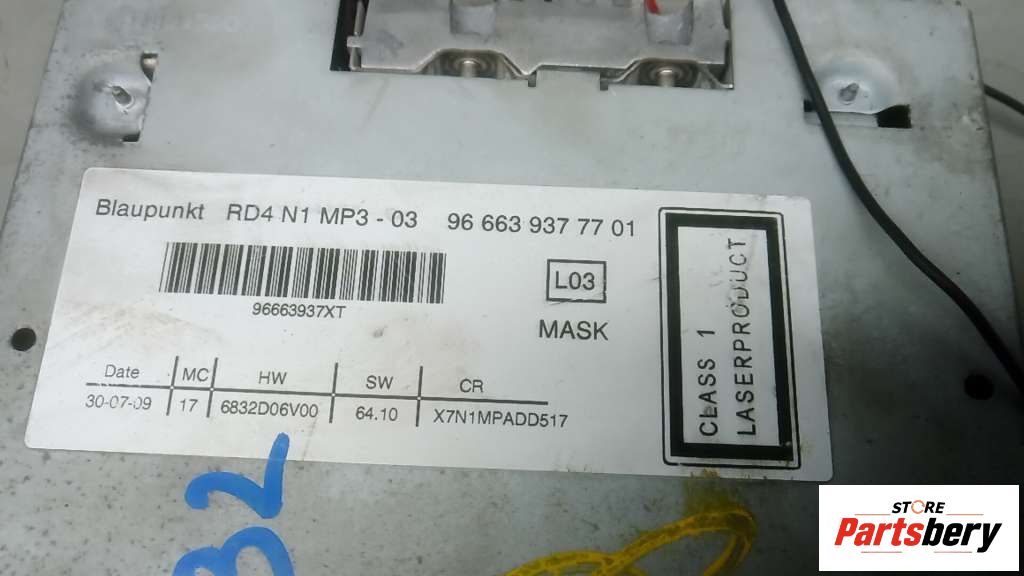 Blaupunkt RD4 N1 MP3 - 03 96 663 937 77 01
96663937XT
L03
MASK
CLASS 1
LASERPRODUCT
Date MC HW SW CR
30-07-09 17 6832D06V00 64.10 X7N1MPADD517
B2
STORE
Partsbery